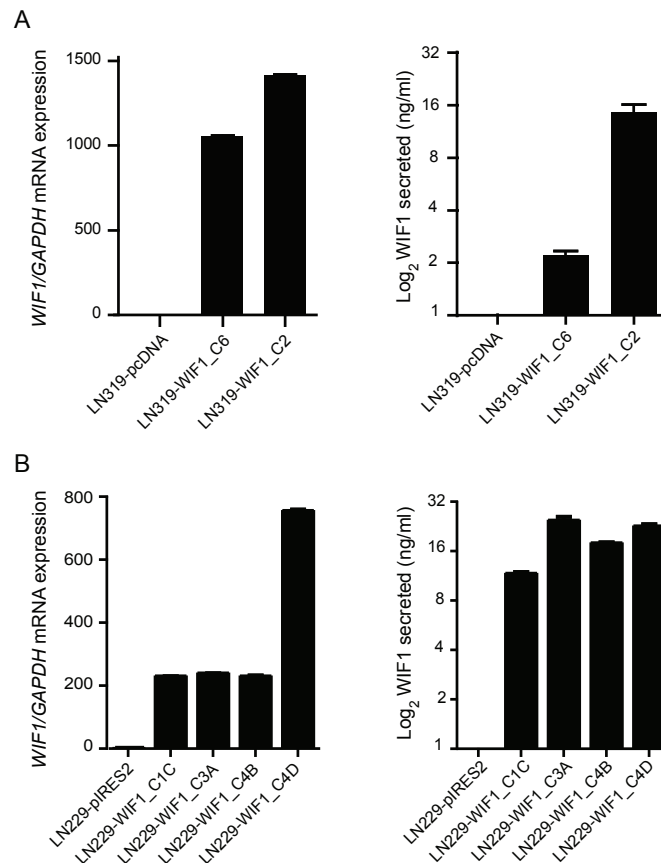 A
WIF1/GAPDH mRNA expression
1500
1000
500
0
LN319-pcDNA
LN319-WIF1_C6
LN319-WIF1_C2
Log2 WIF1 secreted (ng/ml)
32
16
8
4
2
1
LN319-pcDNA
LN319-WIF1_C6
LN319-WIF1_C2
B
WIF1/GAPDH mRNA expression
800
600
400
200
0
LN229-pIRES2
LN229-WIF1_C1C
LN229-WIF1_C3A
LN229-WIF1_C4B
LN229-WIF1_C4D
Log2 WIF1 secreted (ng/ml)
32
16
8
4
2
1
LN229-pIRES2
LN229-WIF1_C1C
LN229-WIF1_C3A
LN229-WIF1_C4B
LN229-WIF1_C4D